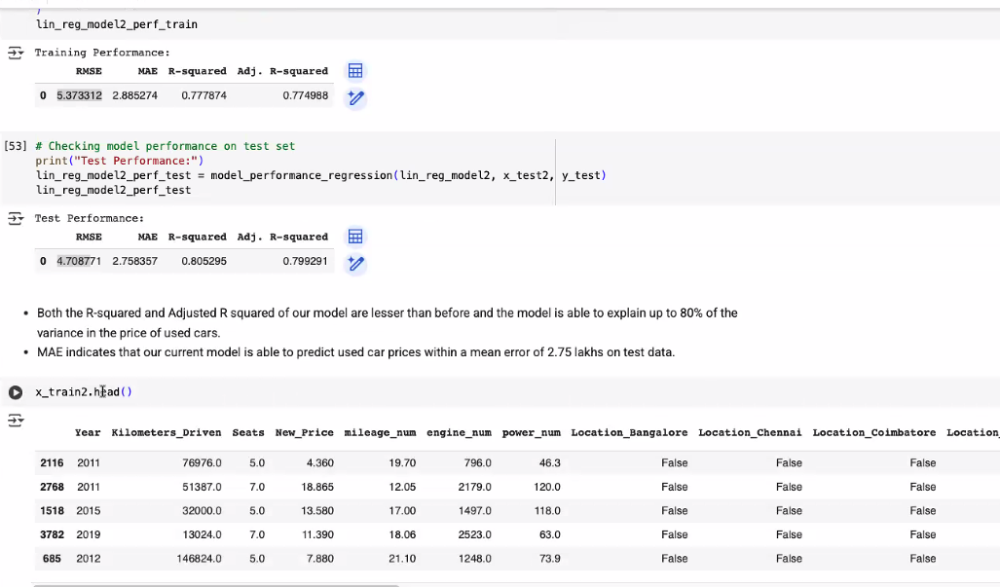 lin_reg_model2_perf_train
Training Performance:
RMSE MAE R-squared Adj. R-squared
0 5.373312 2.885274 0.777874 0.774988
[53] # Checking model performance on test set
print("Test Performance:")
lin_reg_model2_perf_test = model_performance_regression(lin_reg_model2, x_test2, y_test)
lin_reg_model2_perf_test
Test Performance:
RMSE MAE R-squared Adj. R-squared
0 4.708771 2.758357 0.805295 0.799291
• Both the R-squared and Adjusted R squared of our model are lesser than before and the model is able to explain up to 80% of the
variance in the price of used cars.
• MAE indicates that our current model is able to predict used car prices within a mean error of 2.75 lakhs on test data.
x_train2.head()
Year Kilometers_Driven Seats New_Price mileage_num engine_num power_num Location_Bangalore Location_Chennai Location_Coimbatore Location_
2116 2011 76976.0 5.0 4.360 19.70 796.0 46.3 False False False
2768 2011 51387.0 7.0 18.865 12.05 2179.0 120.0 False False False
1518 2015 32000.0 5.0 13.580 17.00 1497.0 118.0 False False False
3782 2019 13024.0 7.0 11.390 18.06 2523.0 63.0 False False False
685 2012 146824.0 5.0 7.880 21.10 1248.0 73.9 False False False